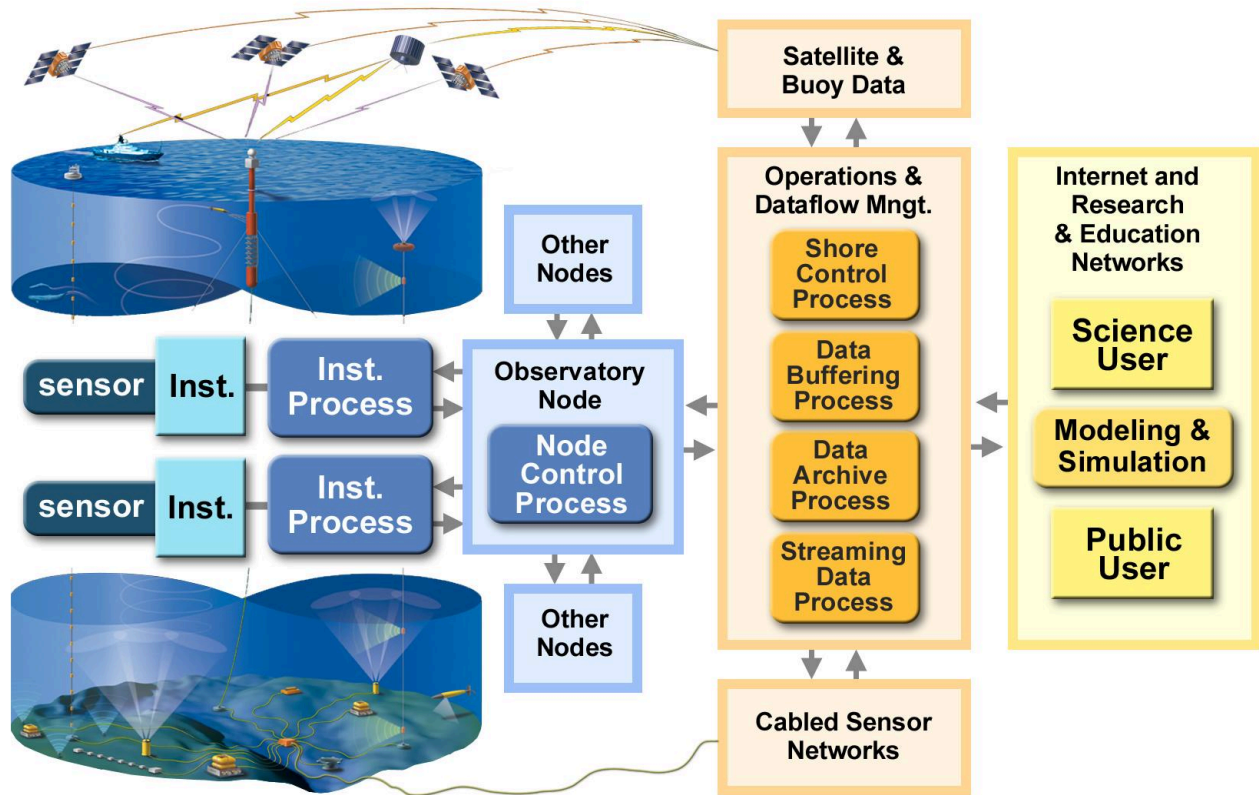 Satellite &
Buoy Data
Operations &
Dataflow Mngt.
Shore
Control
Process
Data
Buffering
Process
Data
Archive
Process
Streaming
Data
Process
Internet and
Research
& Education
Networks
Science
User
Modeling &
Simulation
Public
User
Other
Nodes
sensor
Inst.
Inst.
Process
Observatory
Node
Node
Control
Process
sensor
Inst.
Inst.
Process
Other
Nodes
Cabled Sensor
Networks